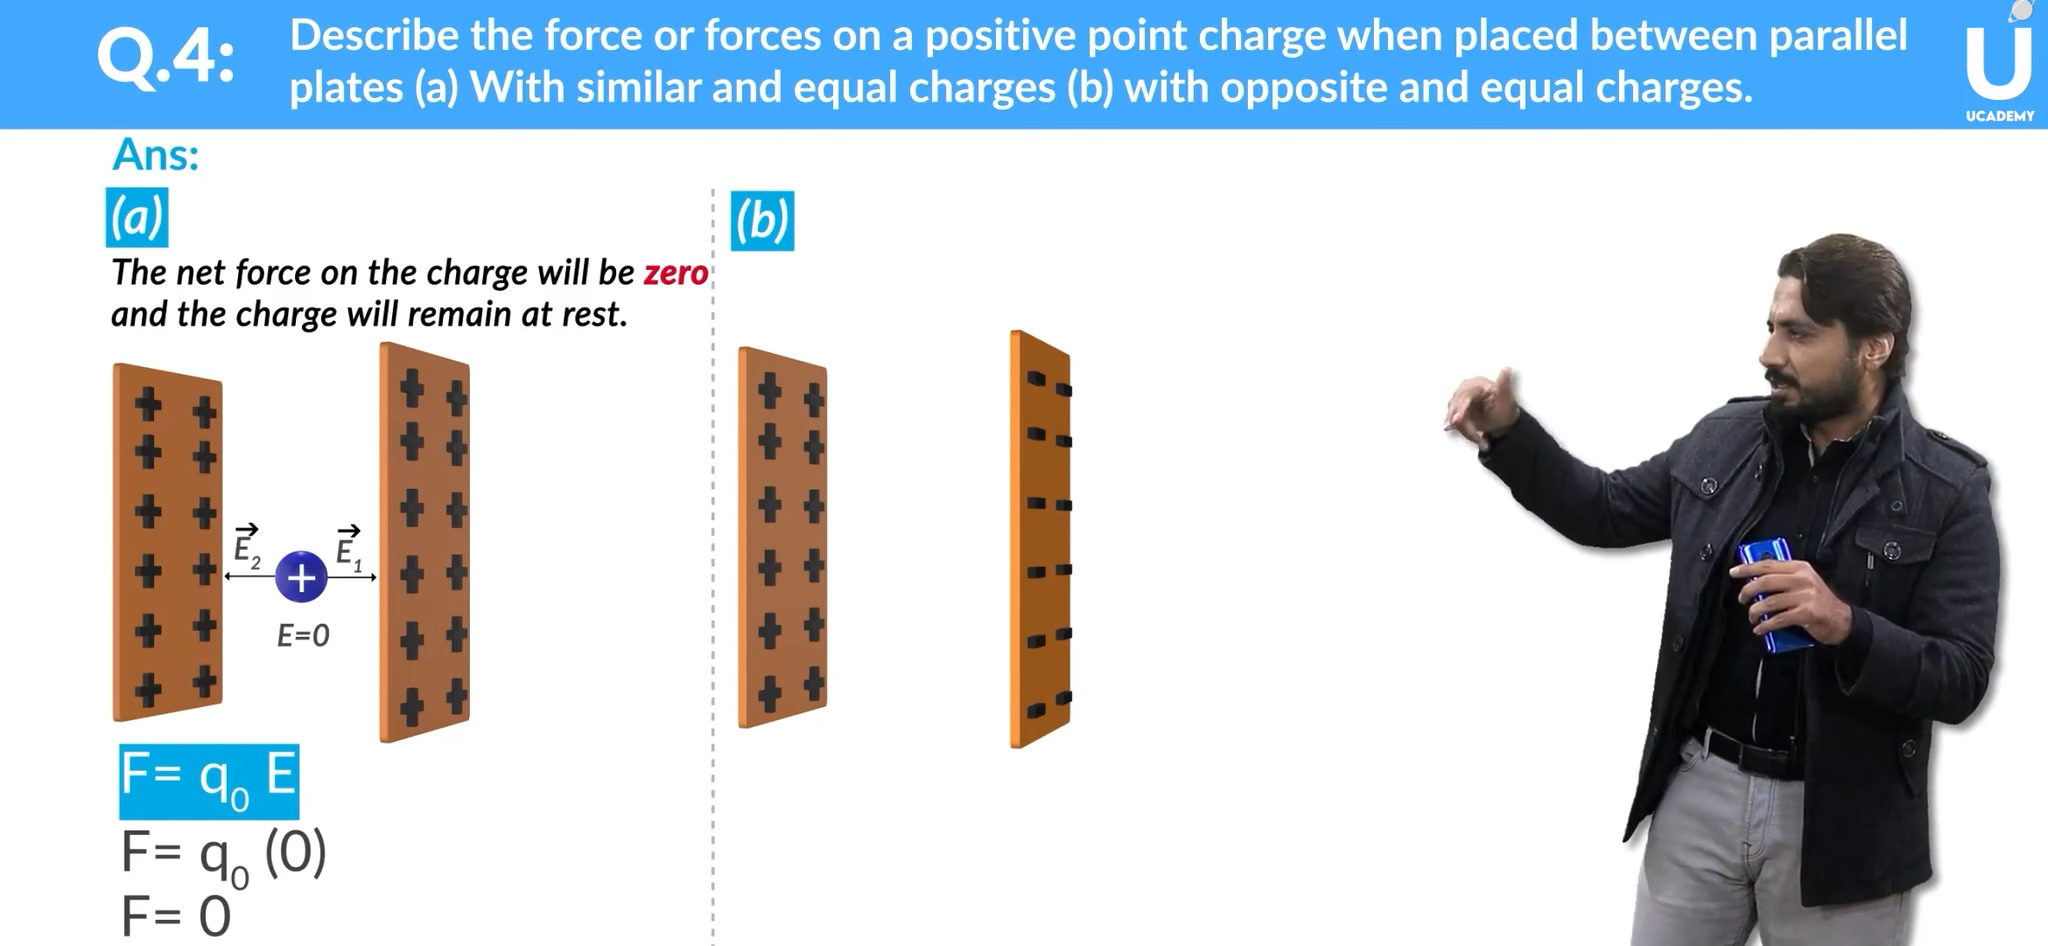 Q.4:
Describe the force or forces on a positive point charge when placed between parallel
plates (a) With similar and equal charges (b) with opposite and equal charges.
U
UCADEMY
Ans:
(a)
The net force on the charge will be zero
and the charge will remain at rest.
E⃗₂
+
E⃗₁
E=0
F= q₀ E
F= q₀ (0)
F= 0
(b)